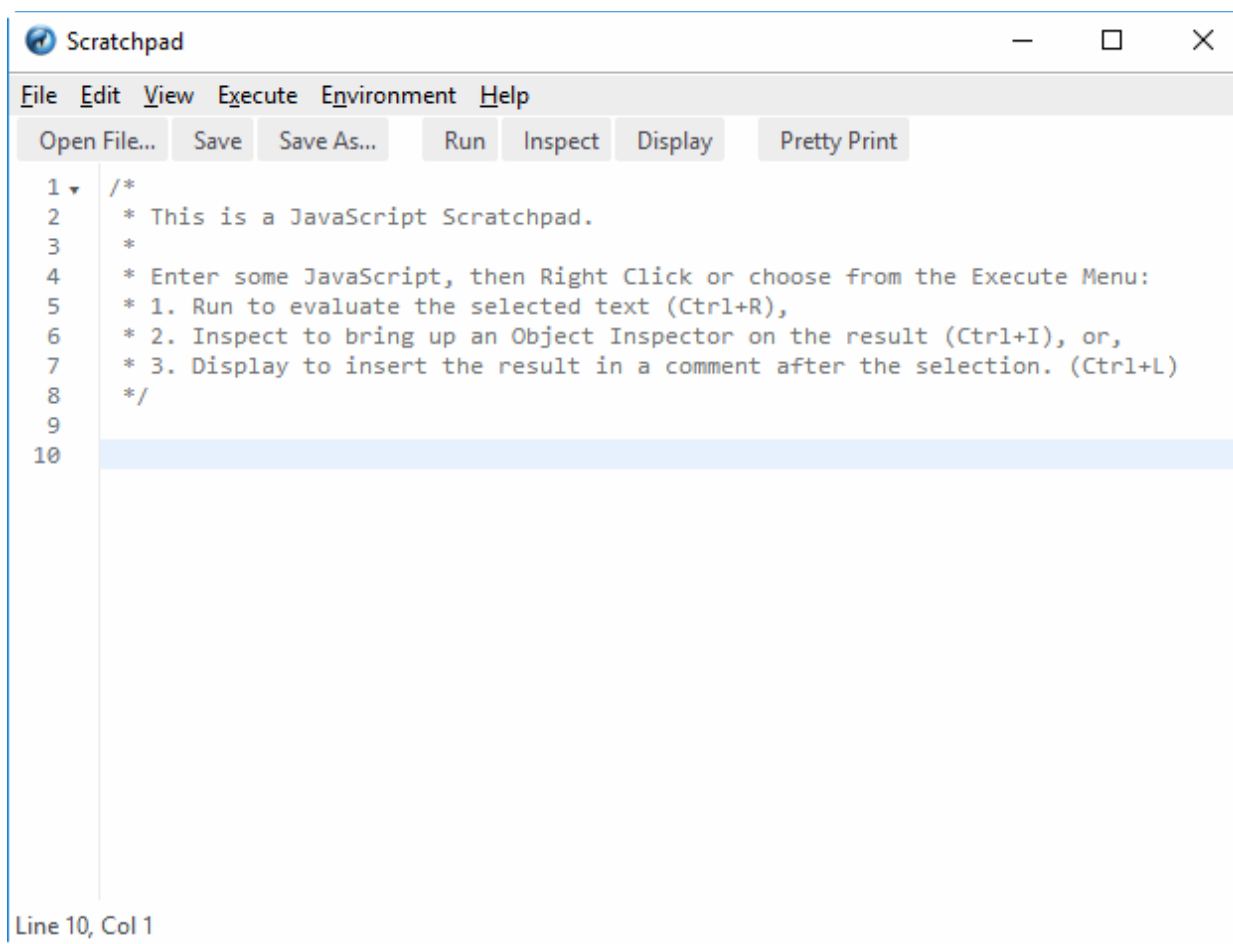 Scratchpad
File Edit View Execute Environment Help
Open File... Save Save As... Run Inspect Display Pretty Print
1 /*
2 * This is a JavaScript Scratchpad.
3 *
4 * Enter some JavaScript, then Right Click or choose from the Execute Menu:
5 * 1. Run to evaluate the selected text (Ctrl+R),
6 * 2. Inspect to bring up an Object Inspector on the result (Ctrl+I), or,
7 * 3. Display to insert the result in a comment after the selection. (Ctrl+L)
8 */
9
10
Line 10, Col 1